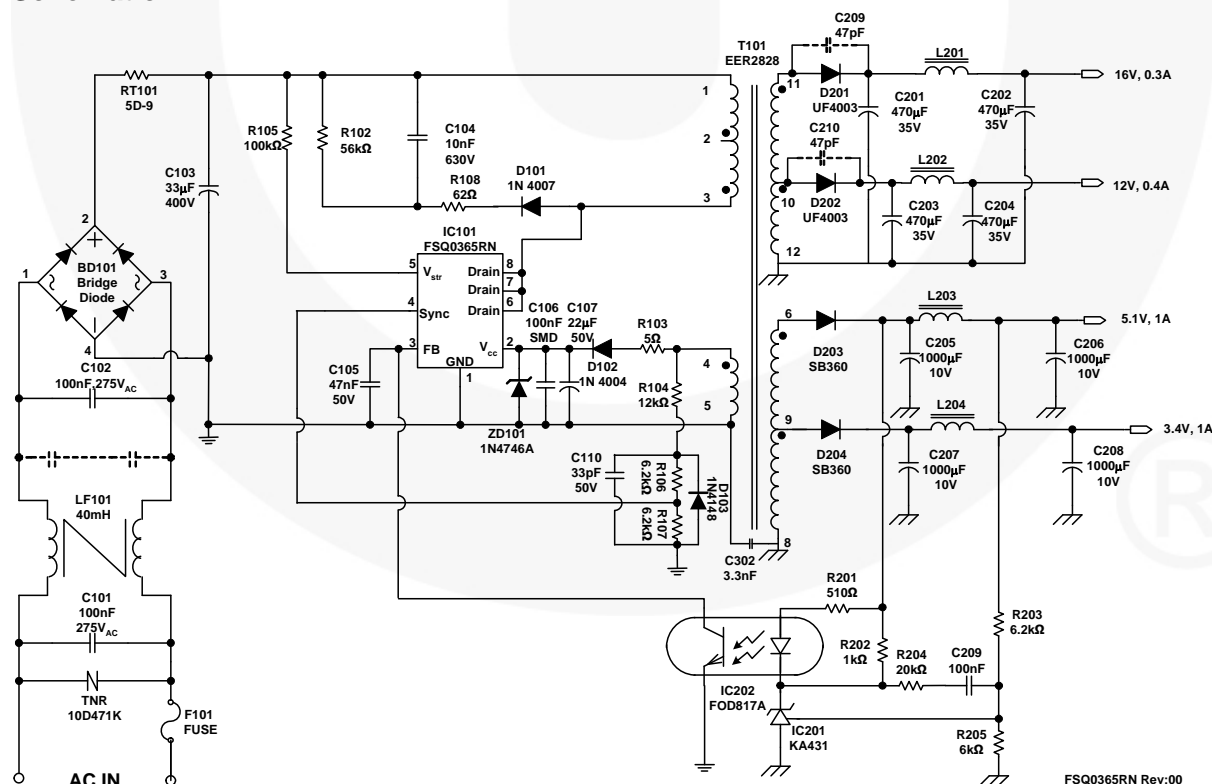 C209
47pF
T101
EER2828
L201
11
16V, 0.3A
RT101
5D-9
1
D201
UF4003
C201
470μF
35V
C202
470μF
35V
R105
100kΩ
R102
56kΩ
C104
10nF
630V
2
C210
47pF
L202
C103
33μF
400V
R108
62Ω
D101
1N 4007
3
10
12V, 0.4A
D202
UF4003
C203
470μF
35V
C204
470μF
35V
2
IC101
FSQ0365RN
12
1
BD101
Bridge
Diode
3
5
Vstr
Drain
8
Drain
7
4
Sync
Drain
6
C106
100nF
SMD
C107
22μF
50V
R103
5Ω
L203
6
5.1V, 1A
4
3
FB
Vcc
2
GND
1
D102
1N 4004
4
D203
SB360
C205
1000μF
10V
C206
1000μF
10V
C102
100nF,275VAC
C105
47nF
50V
R104
12kΩ
5
L204
9
3.4V, 1A
ZD101
1N4746A
D204
SB360
C207
1000μF
10V
C208
1000μF
10V
C110
33pF
50V
R106
6.2kΩ
R107
6.2kΩ
D103
1N4148
LF101
40mH
C302
3.3nF
8
C101
100nF
275VAC
R201
510Ω
R203
6.2kΩ
R202
1kΩ
R204
20kΩ
C209
100nF
TNR
10D471K
F101
FUSE
IC202
FOD817A
IC201
KA431
R205
6kΩ
AC IN
FSQ0365RN Rev:00
®